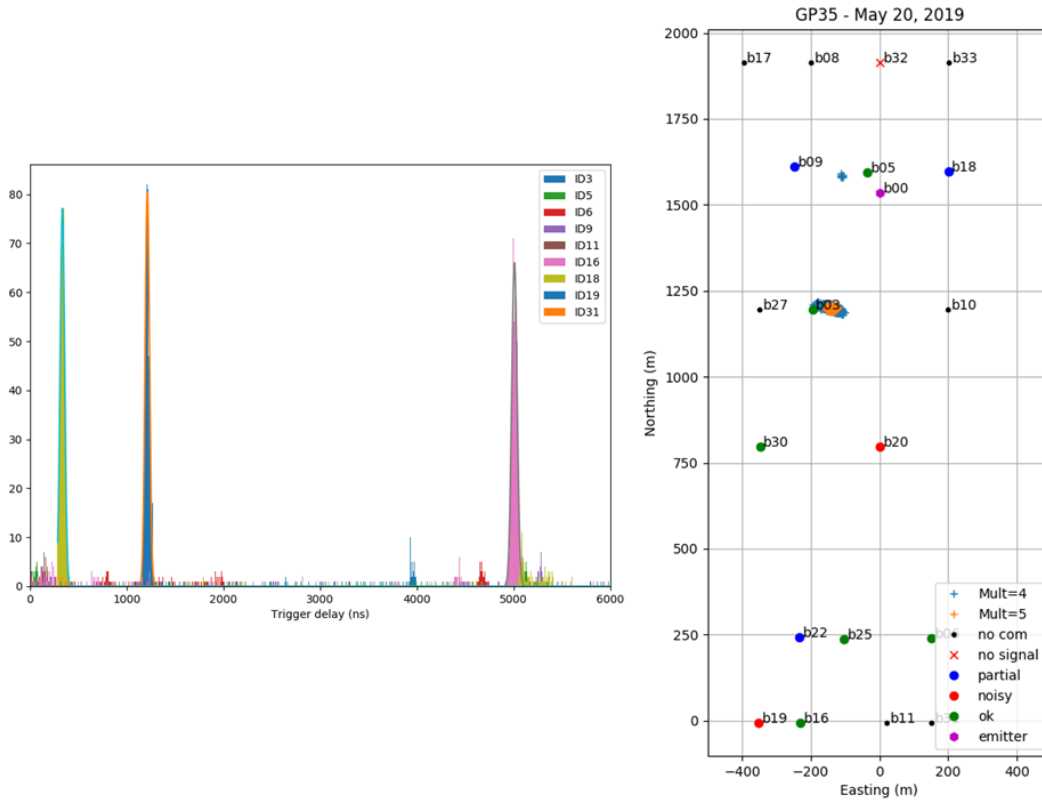 80
70
60
50
40
30
20
10
0
0 1000 2000 3000 4000 5000 6000
Trigger delay (ns)
ID3
ID5
ID6
ID9
ID11
ID16
ID18
ID19
ID31
GP35 - May 20, 2019
2000
1750
1500
1250
1000
750
500
250
0
Northing (m)
b17 b08 b32 b33
b09 b05 b18
b00
b27 b03 b10
b30 b20
b22 b25
b19 b16 b11
Mult=4
Mult=5
no com
no signal
partial
noisy
ok
emitter
−400 −200 0 200 400
Easting (m)